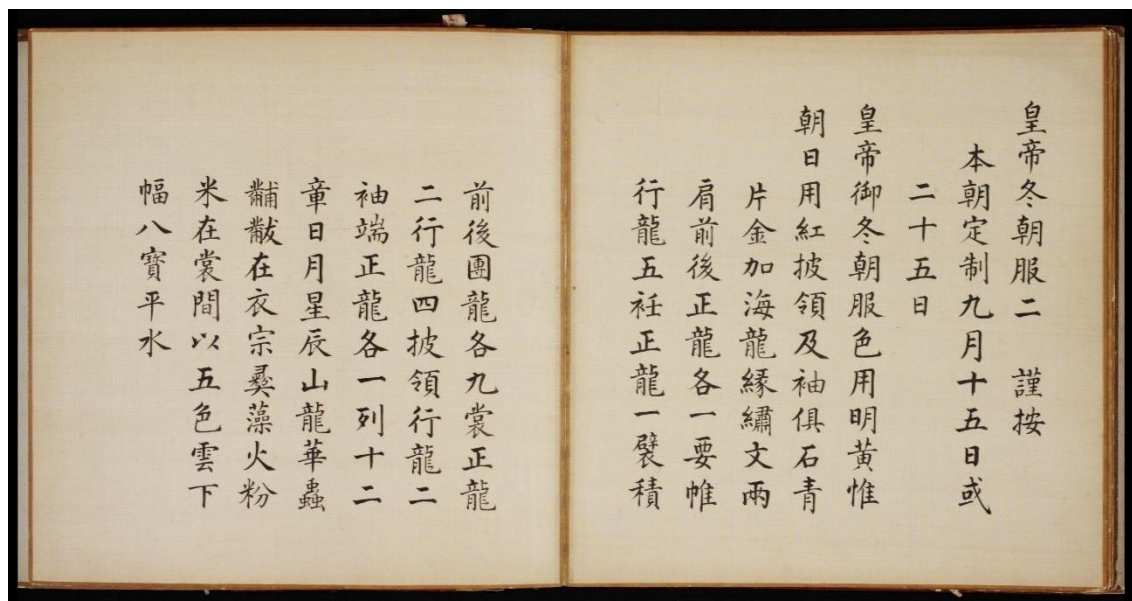 皇帝冬朝服二　謹按
本朝定制九月十五日或
二十五日
皇帝御冬朝服色用明黄惟
朝日用紅披領及袖俱石青
片金加海龍緣繡文兩
肩前後正龍各一要帷
行龍五衽正龍一襞積
前後團龍各九裳正龍
二行龍四披領行龍二
袖端正龍各一列十二
章日月星辰山龍華蟲
黼黻在衣宗彝藻火粉
米在裳間以五色雲下
幅八寶平水